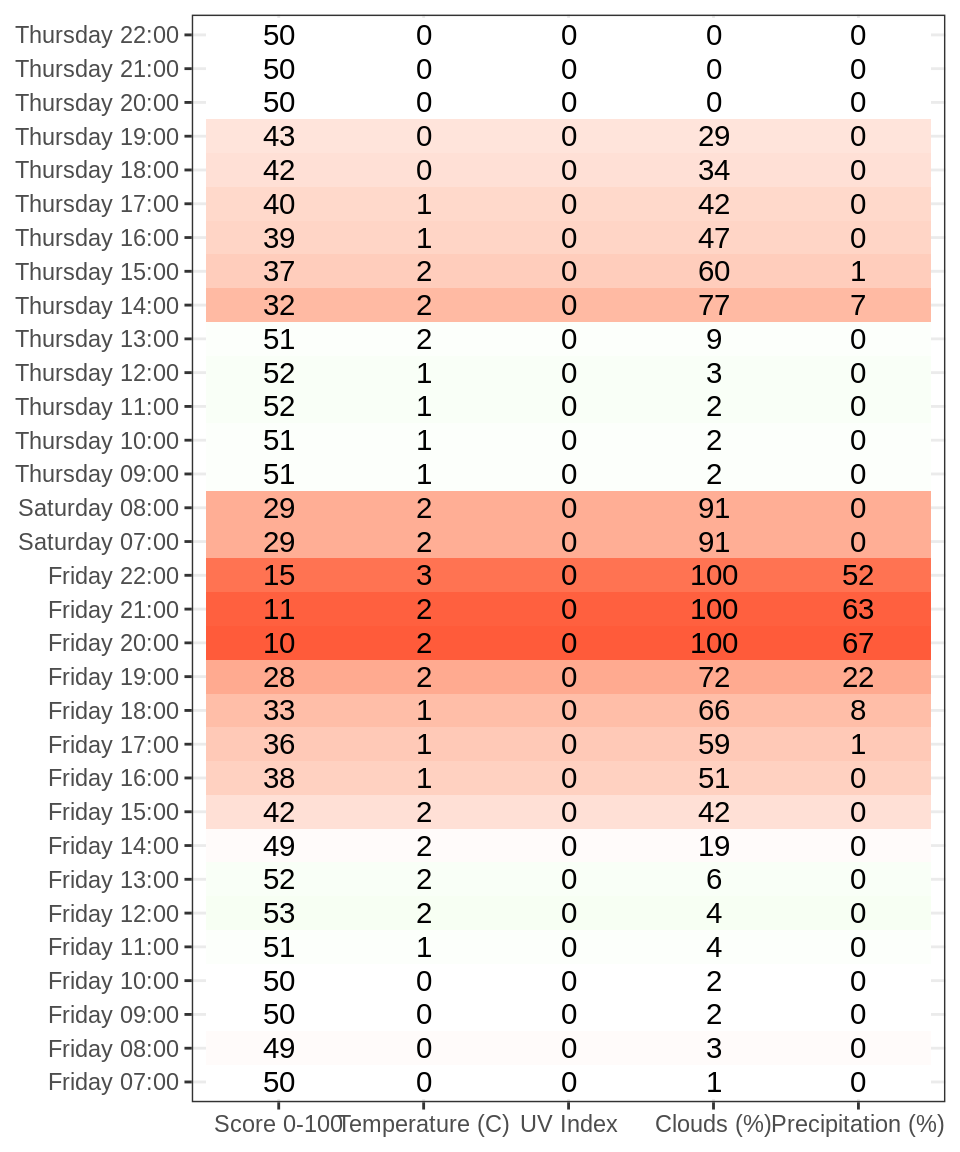 Thursday 22:00 50 0 0 0 0
Thursday 21:00 50 0 0 0 0
Thursday 20:00 50 0 0 0 0
Thursday 19:00 43 0 0 29 0
Thursday 18:00 42 0 0 34 0
Thursday 17:00 40 1 0 42 0
Thursday 16:00 39 1 0 47 0
Thursday 15:00 37 2 0 60 1
Thursday 14:00 32 2 0 77 7
Thursday 13:00 51 2 0 9 0
Thursday 12:00 52 1 0 3 0
Thursday 11:00 52 1 0 2 0
Thursday 10:00 51 1 0 2 0
Thursday 09:00 51 1 0 2 0
Saturday 08:00 29 2 0 91 0
Saturday 07:00 29 2 0 91 0
Friday 22:00 15 3 0 100 52
Friday 21:00 11 2 0 100 63
Friday 20:00 10 2 0 100 67
Friday 19:00 28 2 0 72 22
Friday 18:00 33 1 0 66 8
Friday 17:00 36 1 0 59 1
Friday 16:00 38 1 0 51 0
Friday 15:00 42 2 0 42 0
Friday 14:00 49 2 0 19 0
Friday 13:00 52 2 0 6 0
Friday 12:00 53 2 0 4 0
Friday 11:00 51 1 0 4 0
Friday 10:00 50 0 0 2 0
Friday 09:00 50 0 0 2 0
Friday 08:00 49 0 0 3 0
Friday 07:00 50 0 0 1 0
Score 0-100 Temperature (C) UV Index Clouds (%) Precipitation (%)